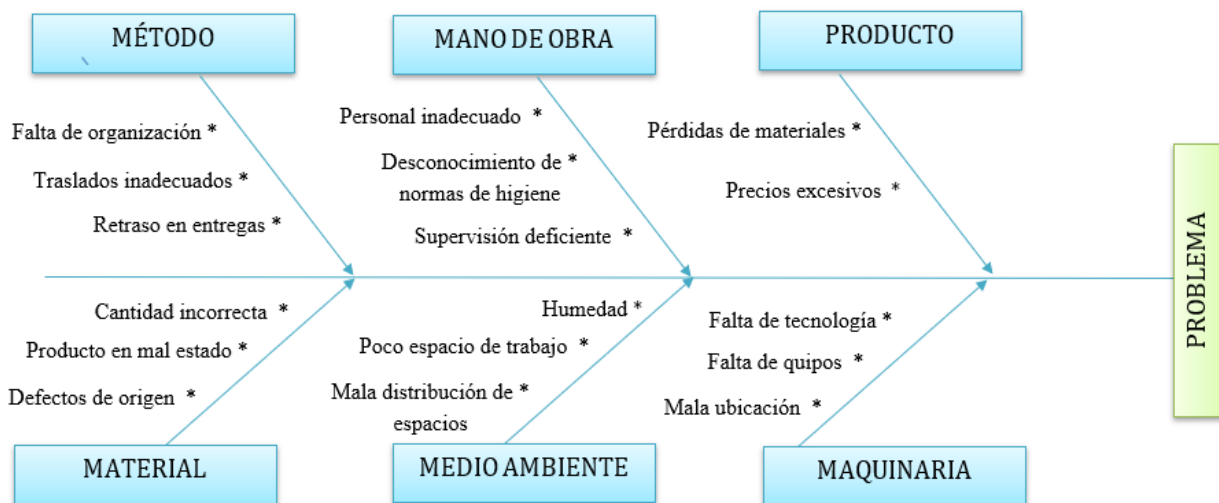 MÉTODO
MANO DE OBRA
PRODUCTO
Falta de organización *
Traslados inadecuados *
Retraso en entregas *
Personal inadecuado *
Desconocimiento de *
normas de higiene
Supervisión deficiente *
Pérdidas de materiales *
Precios excesivos *
PROBLEMA
Cantidad incorrecta *
Producto en mal estado *
Defectos de origen *
Humedad *
Poco espacio de trabajo *
Mala distribución de *
espacios
Falta de tecnología *
Falta de quipos *
Mala ubicación *
MATERIAL
MEDIO AMBIENTE
MAQUINARIA